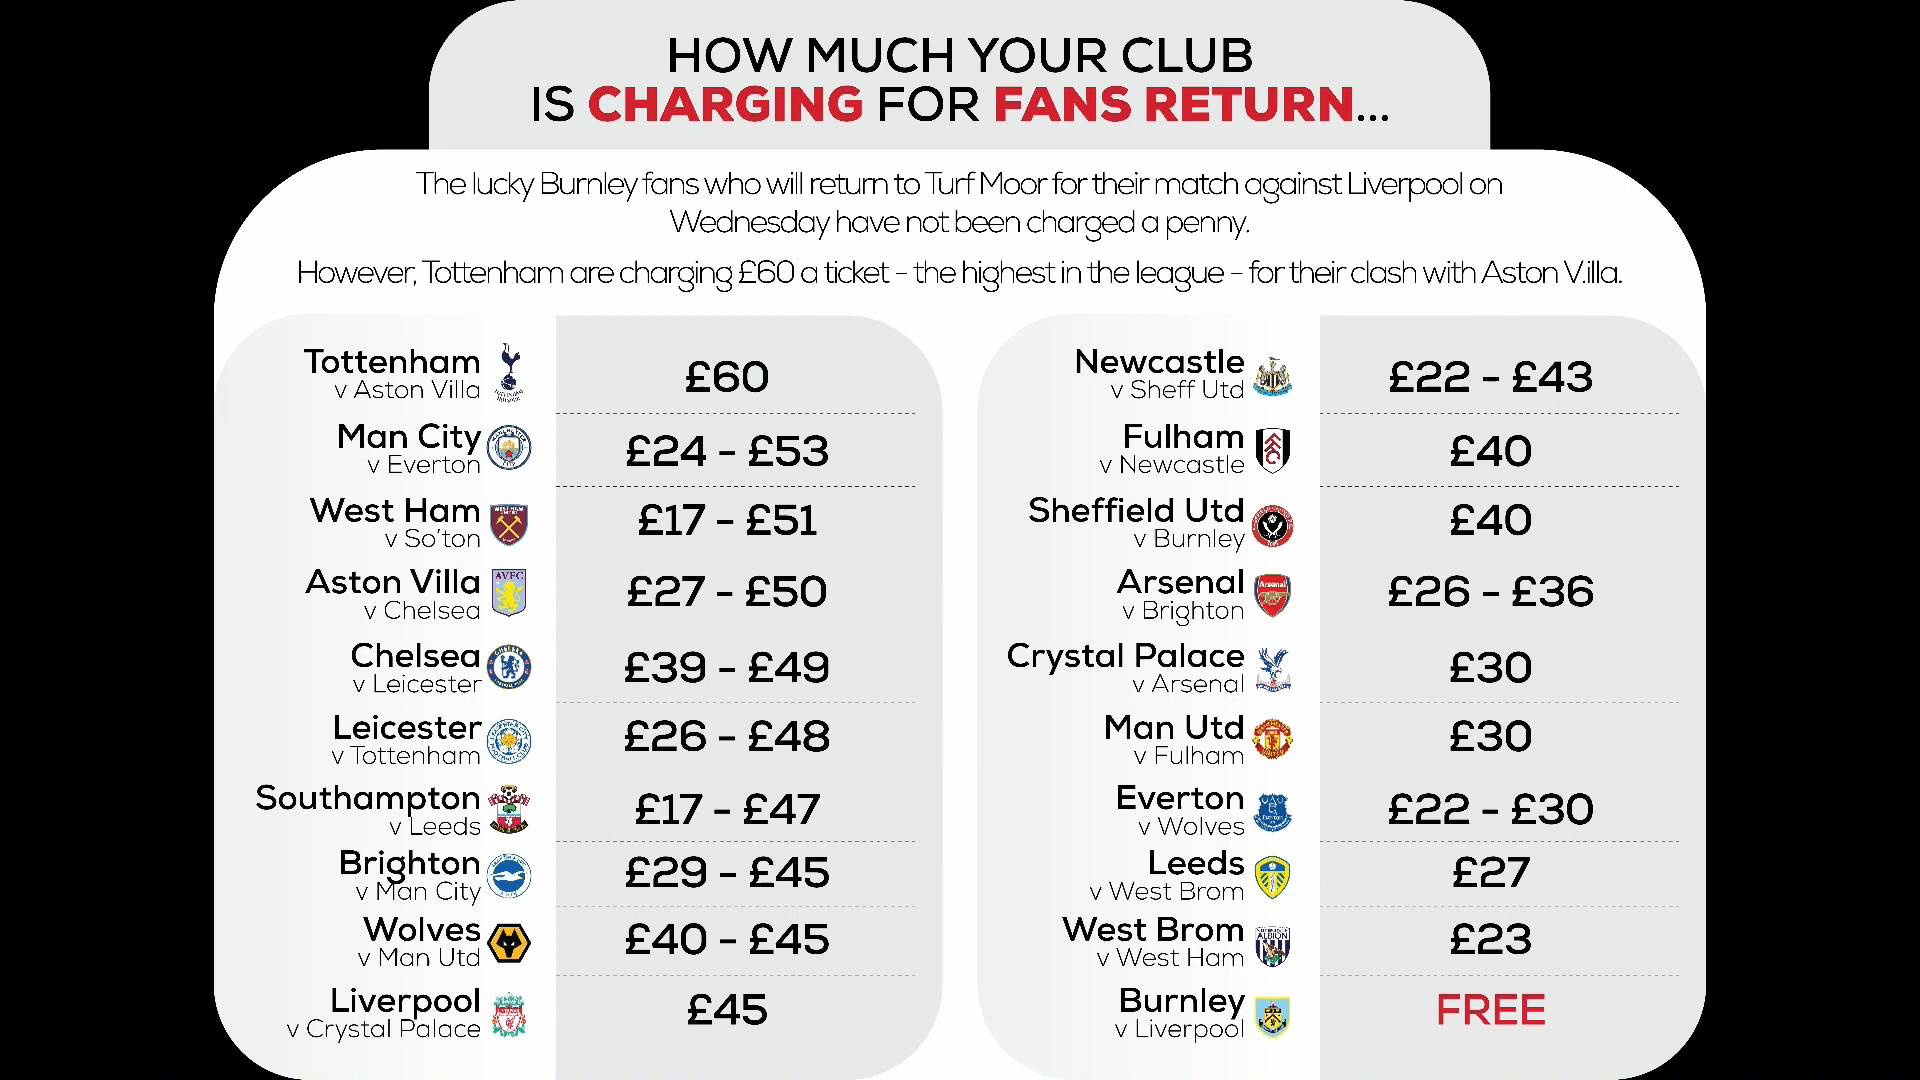 HOW MUCH YOUR CLUB
IS CHARGING FOR FANS RETURN...
The lucky Burnley fans who will return to Turf Moor for their match against Liverpool on
Wednesday have not been charged a penny.
However, Tottenham are charging £60 a ticket - the highest in the league - for their clash with Aston V.illa.
Tottenham
v Aston Villa
£60
Man City
v Everton
£24 - £53
West Ham
v So'ton
£17 - £51
Aston Villa
v Chelsea
£27 - £50
Chelsea
v Leicester
£39 - £49
Leicester
v Tottenham
£26 - £48
Southampton
v Leeds
£17 - £47
Brighton
v Man City
£29 - £45
Wolves
v Man Utd
£40 - £45
Liverpool
v Crystal Palace
£45
Newcastle
v Sheff Utd
£22 - £43
Fulham
v Newcastle
£40
Sheffield Utd
v Burnley
£40
Arsenal
v Brighton
£26 - £36
Crystal Palace
v Arsenal
£30
Man Utd
v Fulham
£30
Everton
v Wolves
£22 - £30
Leeds
v West Brom
£27
West Brom
v West Ham
£23
Burnley
v Liverpool
FREE